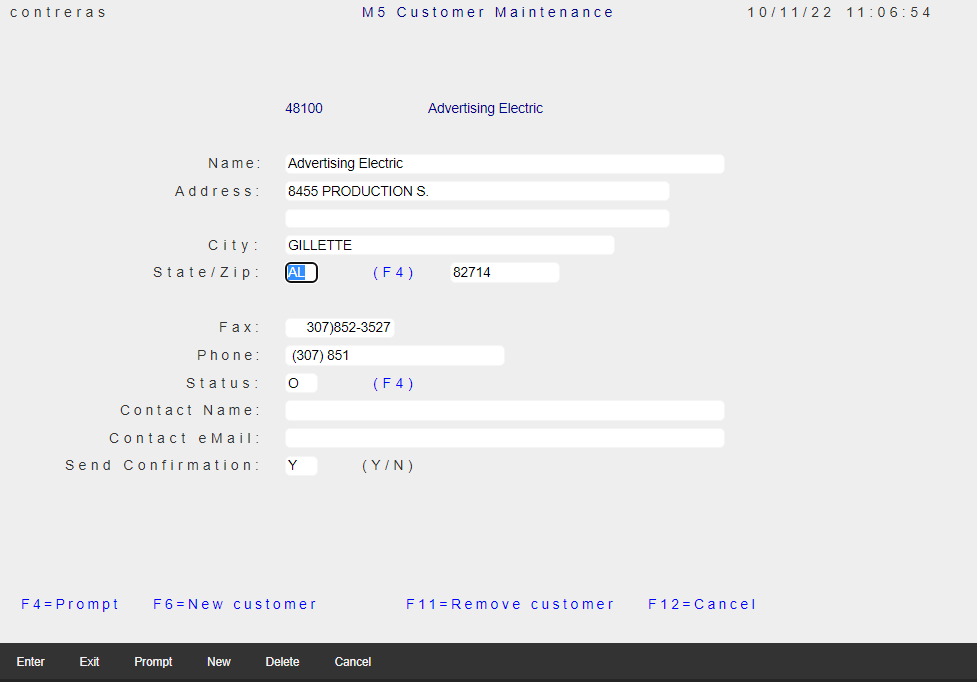 contreras M5 Customer Maintenance 10/11/22 11:06:54
48100 Advertising Electric
Name: Advertising Electric
Address: 8455 PRODUCTION S.
City: GILLETTE
State/Zip: AL (F4) 82714
Fax: 307)852-3527
Phone: (307) 851
Status: O (F4)
Contact Name:
Contact eMail:
Send Confirmation: Y (Y/N)
F4=Prompt F6=New customer F11=Remove customer F12=Cancel
Enter Exit Prompt New Delete Cancel